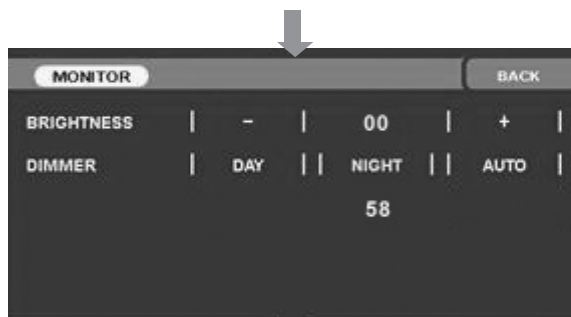 MONITOR BACK
BRIGHTNESS | - | 00 | + |
DIMMER | DAY | | NIGHT | | AUTO |
58